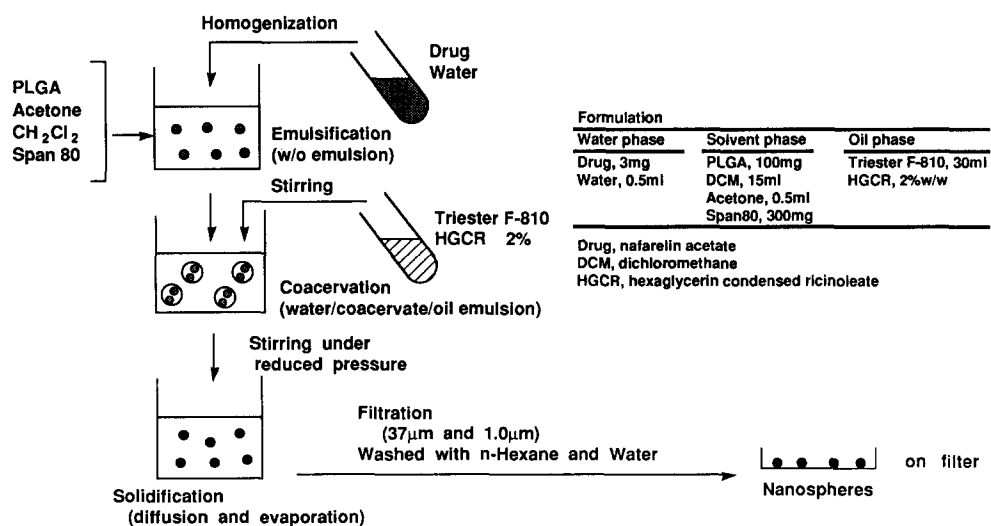 Homogenization
Drug
Water
PLGA
Acetone
CH2Cl2
Span 80
Emulsification
(w/o emulsion)
Stirring
Triester F-810
HGCR 2%
Coacervation
(water/coacervate/oil emulsion)
Stirring under
reduced pressure
Filtration
(37μm and 1.0μm)
Washed with n-Hexane and Water
Solidification
(diffusion and evaporation)
on filter
Nanospheres
Formulation
Water phase Solvent phase Oil phase
Drug, 3mg PLGA, 100mg Triester F-810, 30ml
Water, 0.5ml DCM, 15ml HGCR, 2%w/w
Acetone, 0.5ml
Span80, 300mg
Drug, nafarelin acetate
DCM, dichloromethane
HGCR, hexaglycerin condensed ricinoleate